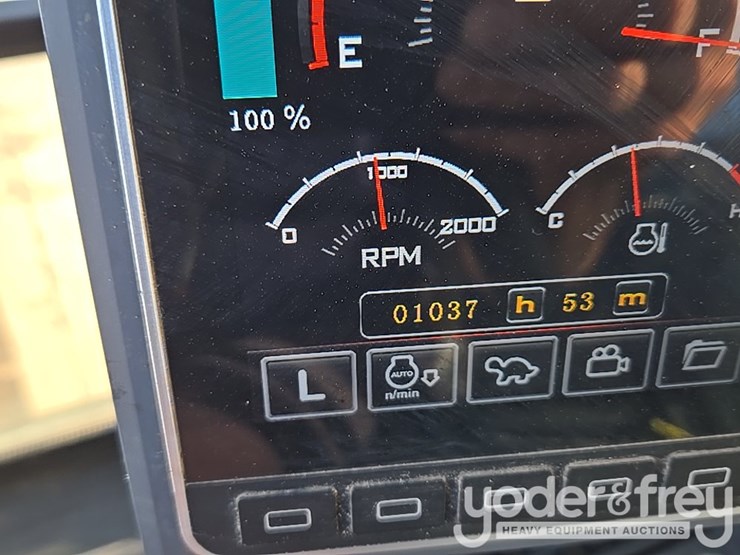 E
F
100 %
0 1000 2000
RPM
C H
01037 h 53 m
L
AUTO
n/min
yoder&frey
HEAVY EQUIPMENT AUCTIONS